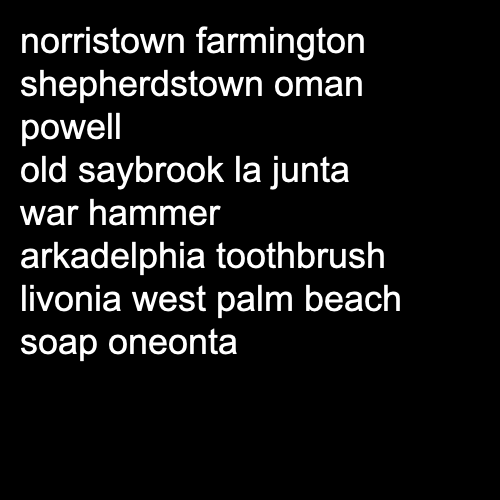 norristown farmington
shepherdstown oman
powell
old saybrook la junta
war hammer
arkadelphia toothbrush
livonia west palm beach
soap oneonta